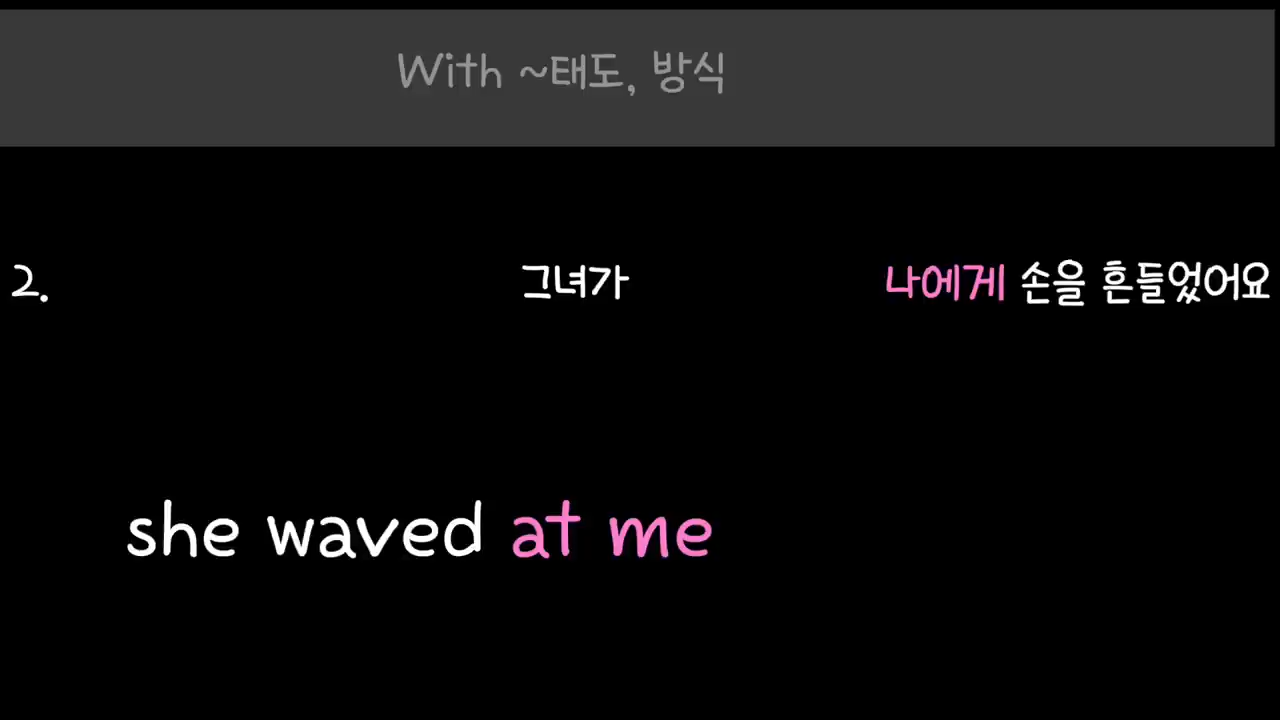 With ~태도, 방식
2. 그녀가 나에게 손을 흔들었어요
she waved at me